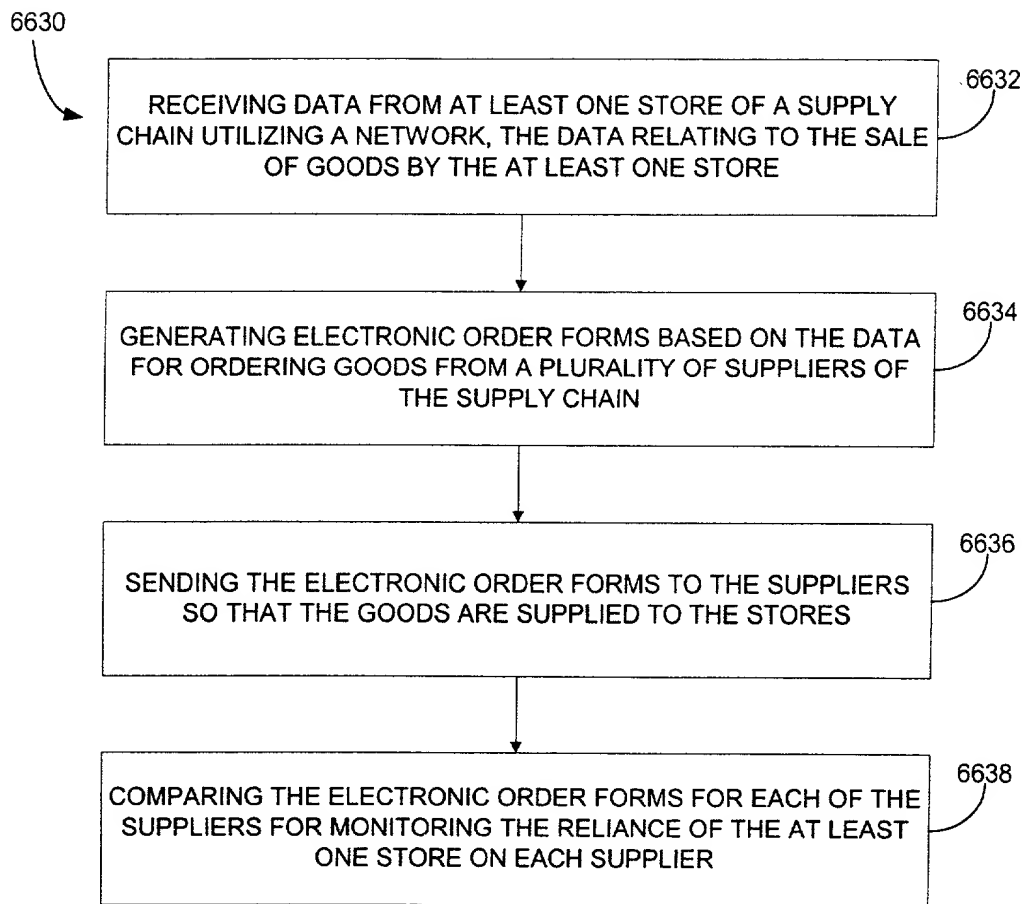 6630
6632
RECEIVING DATA FROM AT LEAST ONE STORE OF A SUPPLY
CHAIN UTILIZING A NETWORK, THE DATA RELATING TO THE SALE
OF GOODS BY THE AT LEAST ONE STORE
6634
GENERATING ELECTRONIC ORDER FORMS BASED ON THE DATA
FOR ORDERING GOODS FROM A PLURALITY OF SUPPLIERS OF
THE SUPPLY CHAIN
6636
SENDING THE ELECTRONIC ORDER FORMS TO THE SUPPLIERS
SO THAT THE GOODS ARE SUPPLIED TO THE STORES
6638
COMPARING THE ELECTRONIC ORDER FORMS FOR EACH OF THE
SUPPLIERS FOR MONITORING THE RELIANCE OF THE AT LEAST
ONE STORE ON EACH SUPPLIER